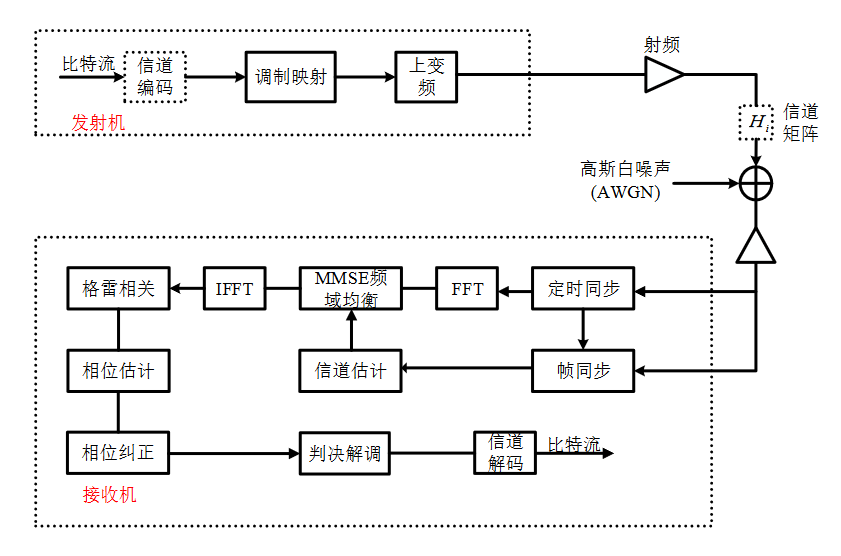 比特流
信道
编码
调制映射
上变
频
发射机
射频
H_i
信道
矩阵
高斯白噪声
(AWGN)
格雷相关
IFFT
MMSE频
域均衡
FFT
定时同步
相位估计
信道估计
帧同步
相位纠正
判决解调
信道
解码
比特流
接收机